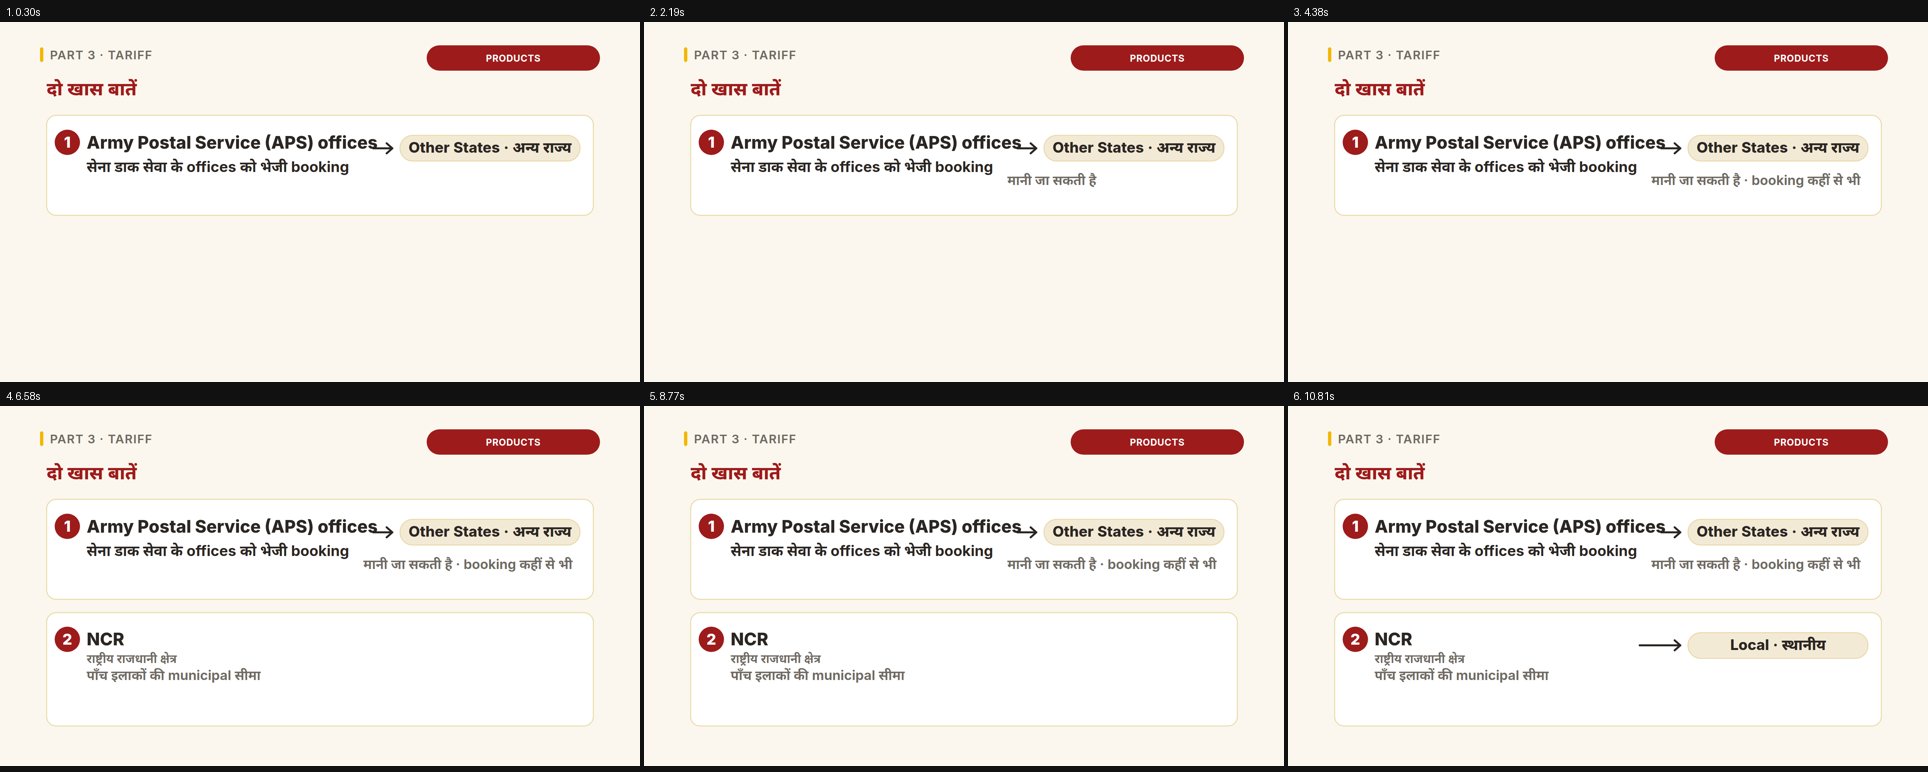 1. 0.30s
PART 3 · TARIFF
PRODUCTS
दो खास बातें
1 Army Postal Service (APS) offices → Other States · अन्य राज्य
सेना डाक सेवा के offices को भेजी booking
2. 2.19s
PART 3 · TARIFF
PRODUCTS
दो खास बातें
1 Army Postal Service (APS) offices → Other States · अन्य राज्य
सेना डाक सेवा के offices को भेजी booking
मानी जा सकती है
3. 4.38s
PART 3 · TARIFF
PRODUCTS
दो खास बातें
1 Army Postal Service (APS) offices → Other States · अन्य राज्य
सेना डाक सेवा के offices को भेजी booking
मानी जा सकती है · booking कहीं से भी
4. 6.58s
PART 3 · TARIFF
PRODUCTS
दो खास बातें
1 Army Postal Service (APS) offices → Other States · अन्य राज्य
सेना डाक सेवा के offices को भेजी booking
मानी जा सकती है · booking कहीं से भी
2 NCR
राष्ट्रीय राजधानी क्षेत्र
पाँच इलाकों की municipal सीमा
5. 8.77s
PART 3 · TARIFF
PRODUCTS
दो खास बातें
1 Army Postal Service (APS) offices → Other States · अन्य राज्य
सेना डाक सेवा के offices को भेजी booking
मानी जा सकती है · booking कहीं से भी
2 NCR
राष्ट्रीय राजधानी क्षेत्र
पाँच इलाकों की municipal सीमा
6. 10.81s
PART 3 · TARIFF
PRODUCTS
दो खास बातें
1 Army Postal Service (APS) offices → Other States · अन्य राज्य
सेना डाक सेवा के offices को भेजी booking
मानी जा सकती है · booking कहीं से भी
2 NCR → Local · स्थानीय
राष्ट्रीय राजधानी क्षेत्र
पाँच इलाकों की municipal सीमा